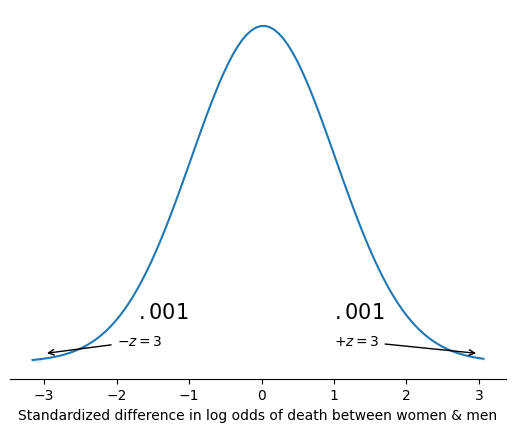 .001 .001
−z = 3 +z = 3
−3 −2 −1 0 1 2 3
Standardized difference in log odds of death between women & men